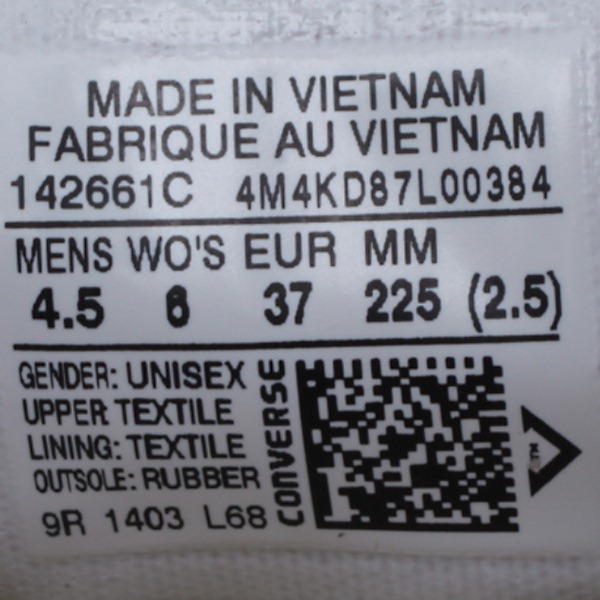 MADE IN VIETNAM
FABRIQUE AU VIETNAM
142661C 4M4KD87L00384
MENS WO'S EUR MM
4.5 6 37 225 (2.5)
GENDER: UNISEX
UPPER TEXTILE
LINING: TEXTILE
OUTSOLE: RUBBER
9R 1403 L68
CONVERSE